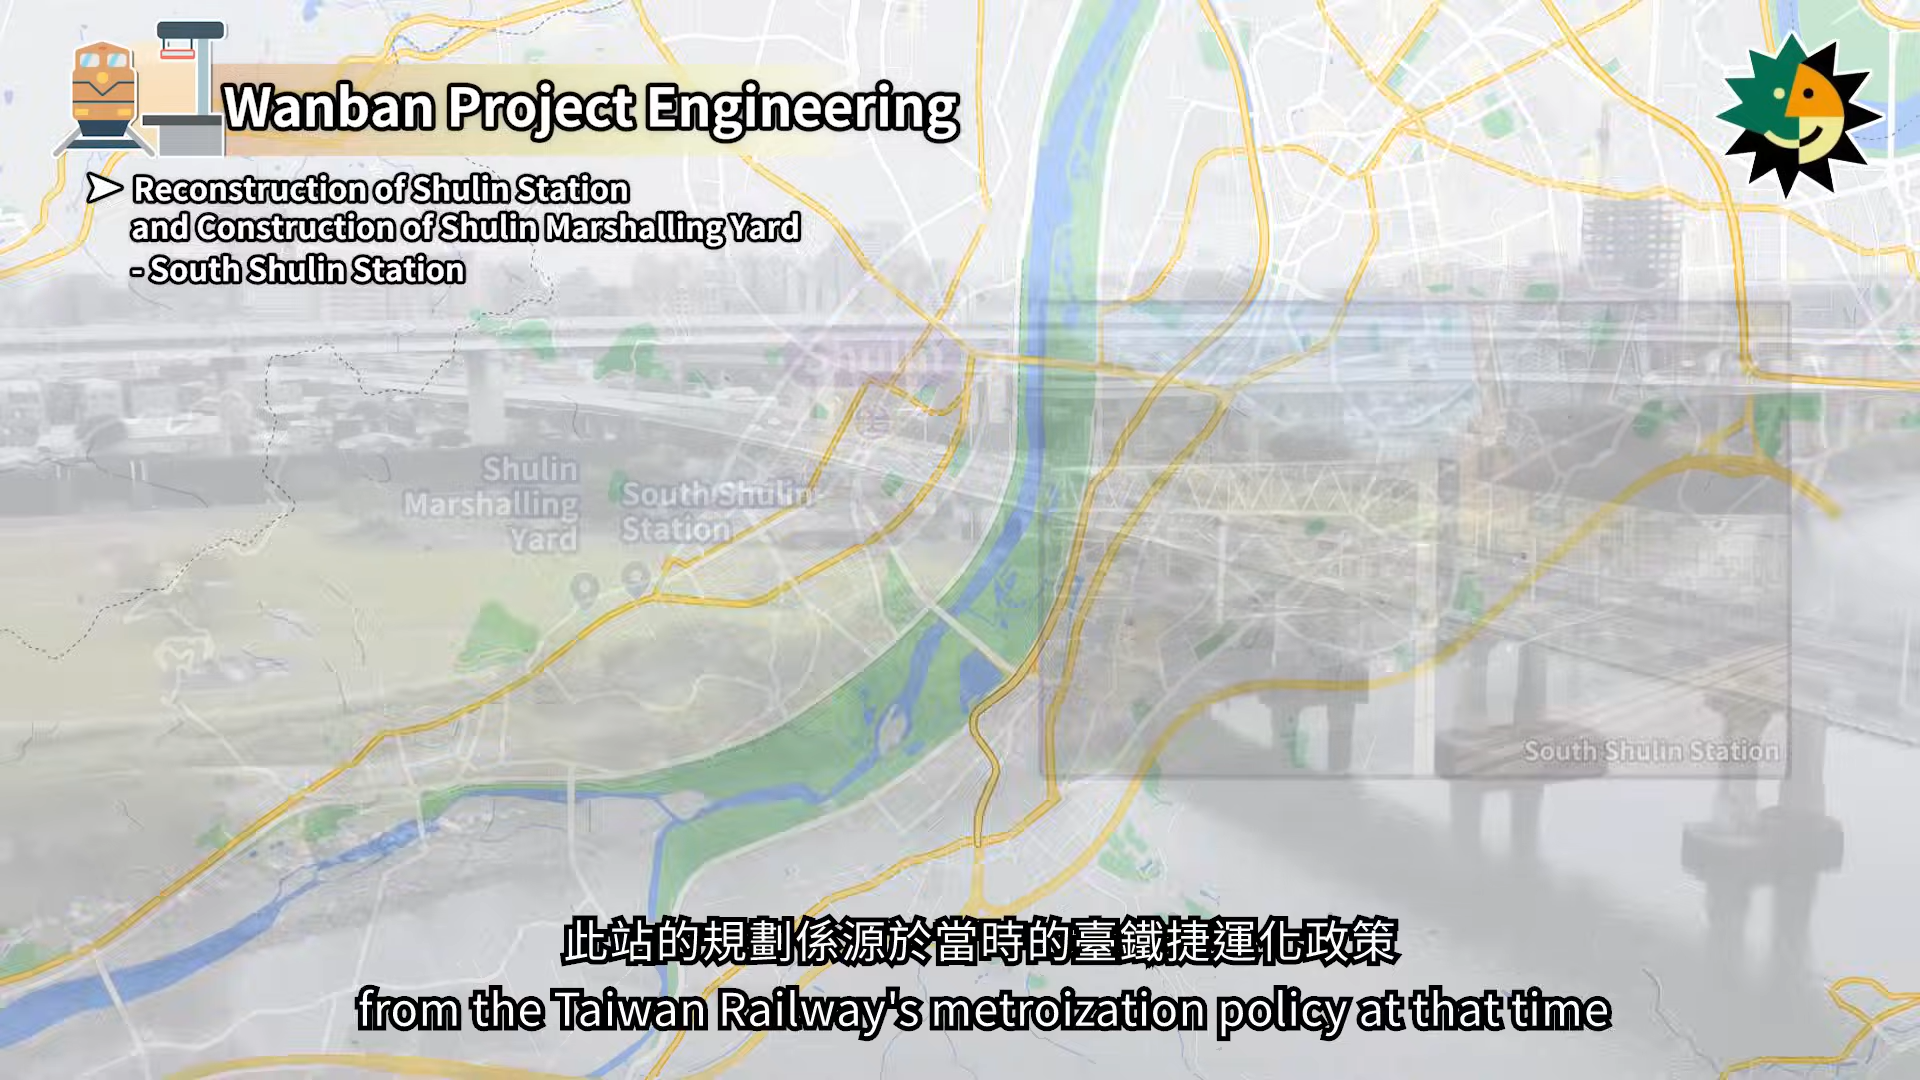 Wanban Project Engineering
Reconstruction of Shulin Station
and Construction of Shulin Marshalling Yard
- South Shulin Station
Shulin
Shulin
Marshalling
Yard
South Shulin
Station
South Shulin Station
此站的規劃係源於當時的臺鐵捷運化政策
from the Taiwan Railway's metroization policy at that time